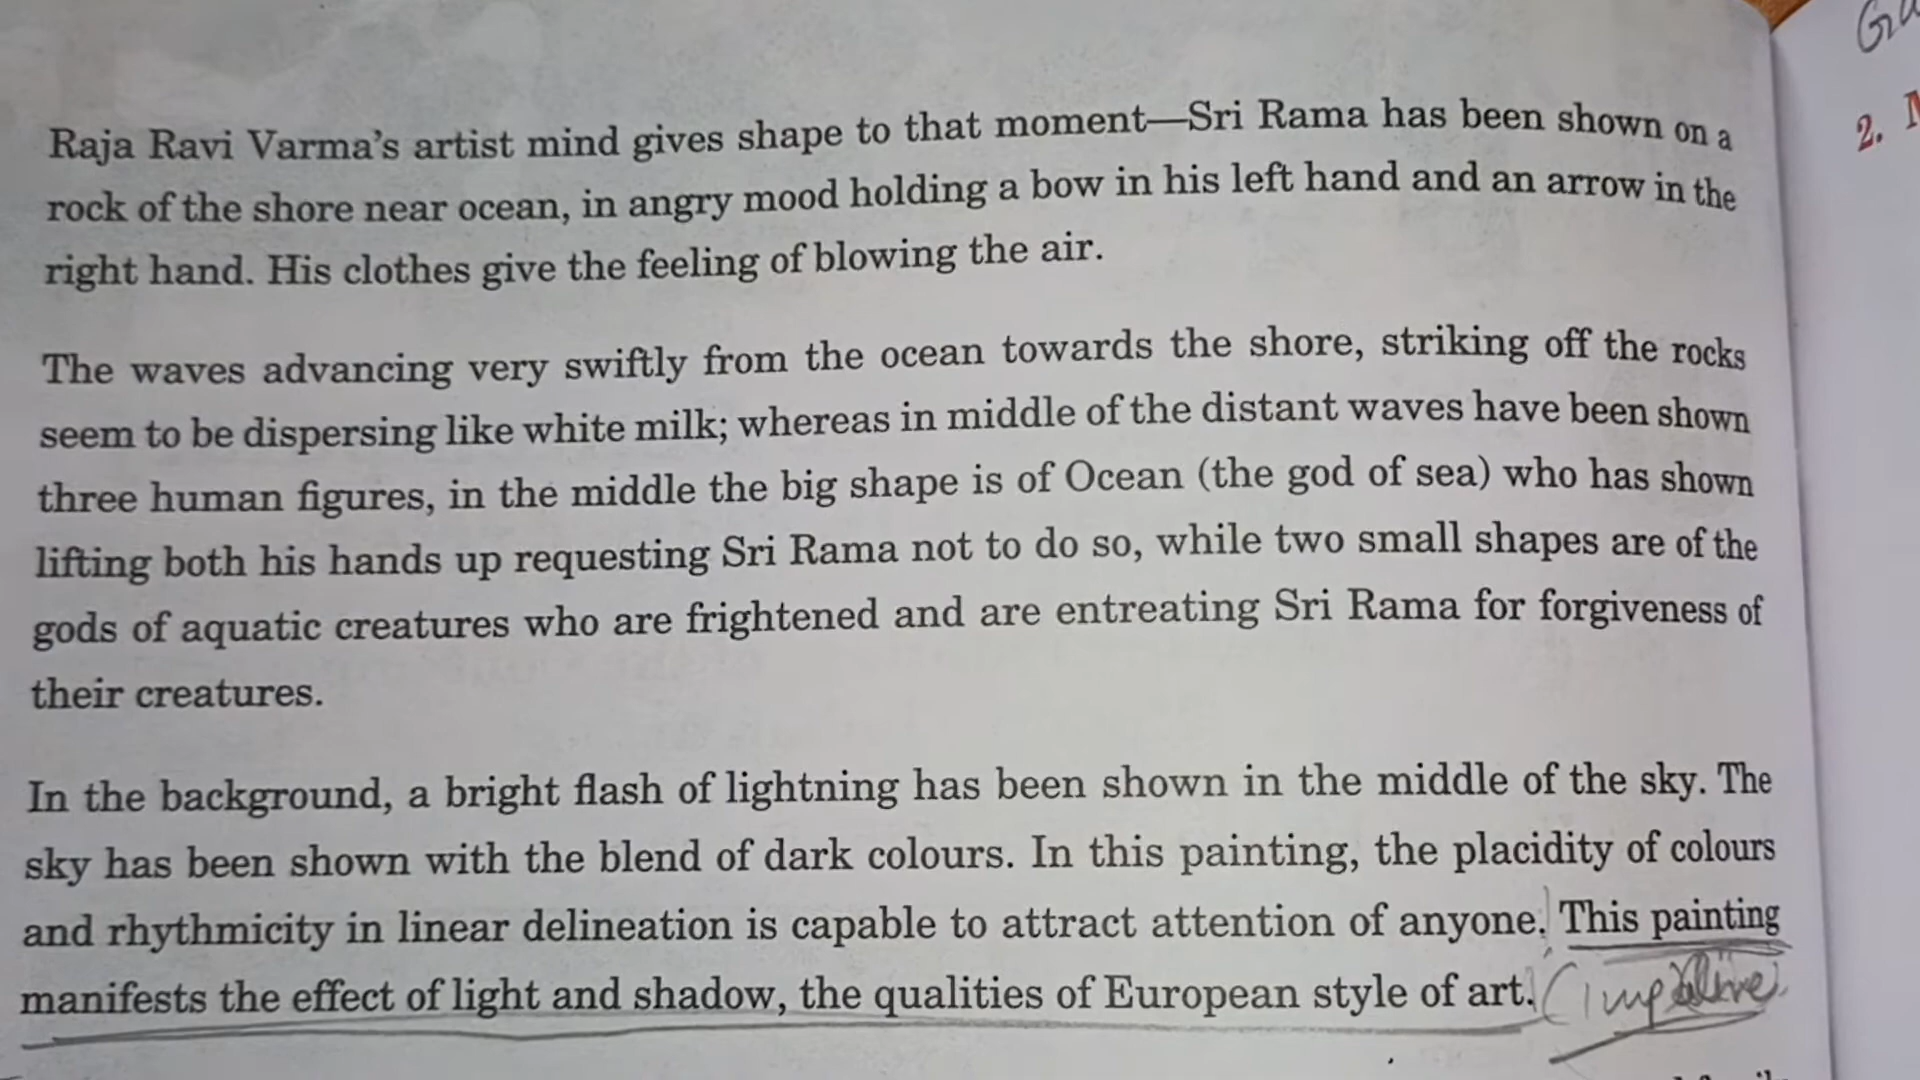 Raja Ravi Varma's artist mind gives shape to that moment—Sri Rama has been shown on a
rock of the shore near ocean, in angry mood holding a bow in his left hand and an arrow in the
right hand. His clothes give the feeling of blowing the air.
The waves advancing very swiftly from the ocean towards the shore, striking off the rocks
seem to be dispersing like white milk; whereas in middle of the distant waves have been shown
three human figures, in the middle the big shape is of Ocean (the god of sea) who has shown
lifting both his hands up requesting Sri Rama not to do so, while two small shapes are of the
gods of aquatic creatures who are frightened and are entreating Sri Rama for forgiveness of
their creatures.
In the background, a bright flash of lightning has been shown in the middle of the sky. The
sky has been shown with the blend of dark colours. In this painting, the placidity of colours
and rhythmicity in linear delineation is capable to attract attention of anyone. This painting
manifests the effect of light and shadow, the qualities of European style of art.
2.